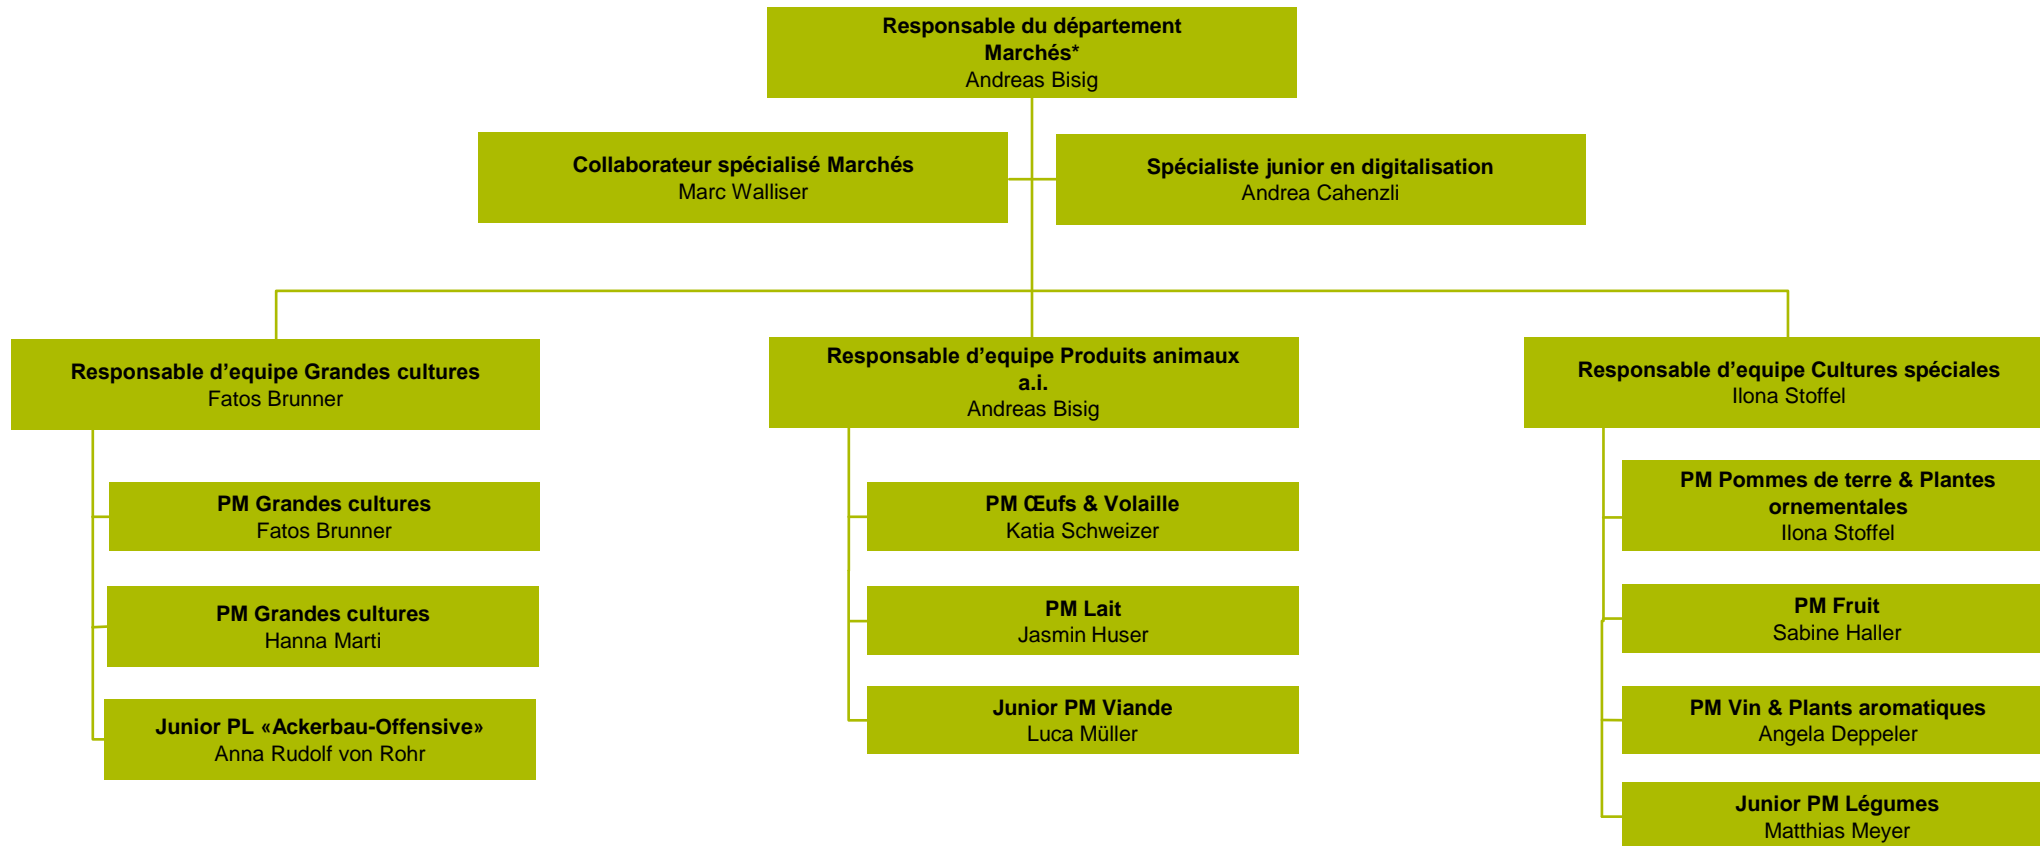 Responsable du département
Marchés*
Andreas Bisig
Collaborateur spécialisé Marchés
Marc Walliser
Spécialiste junior en digitalisation
Andrea Cahenzli
Responsable d’equipe Grandes cultures
Fatos Brunner
PM Grandes cultures
Fatos Brunner
PM Grandes cultures
Hanna Marti
Junior PL «Ackerbau-Offensive»
Anna Rudolf von Rohr
Responsable d’equipe Produits animaux
a.i.
Andreas Bisig
PM Œufs & Volaille
Katia Schweizer
PM Lait
Jasmin Huser
Junior PM Viande
Luca Müller
Responsable d’equipe Cultures spéciales
Ilona Stoffel
PM Pommes de terre & Plantes
ornementales
Ilona Stoffel
PM Fruit
Sabine Haller
PM Vin & Plants aromatiques
Angela Deppeler
Junior PM Légumes
Matthias Meyer